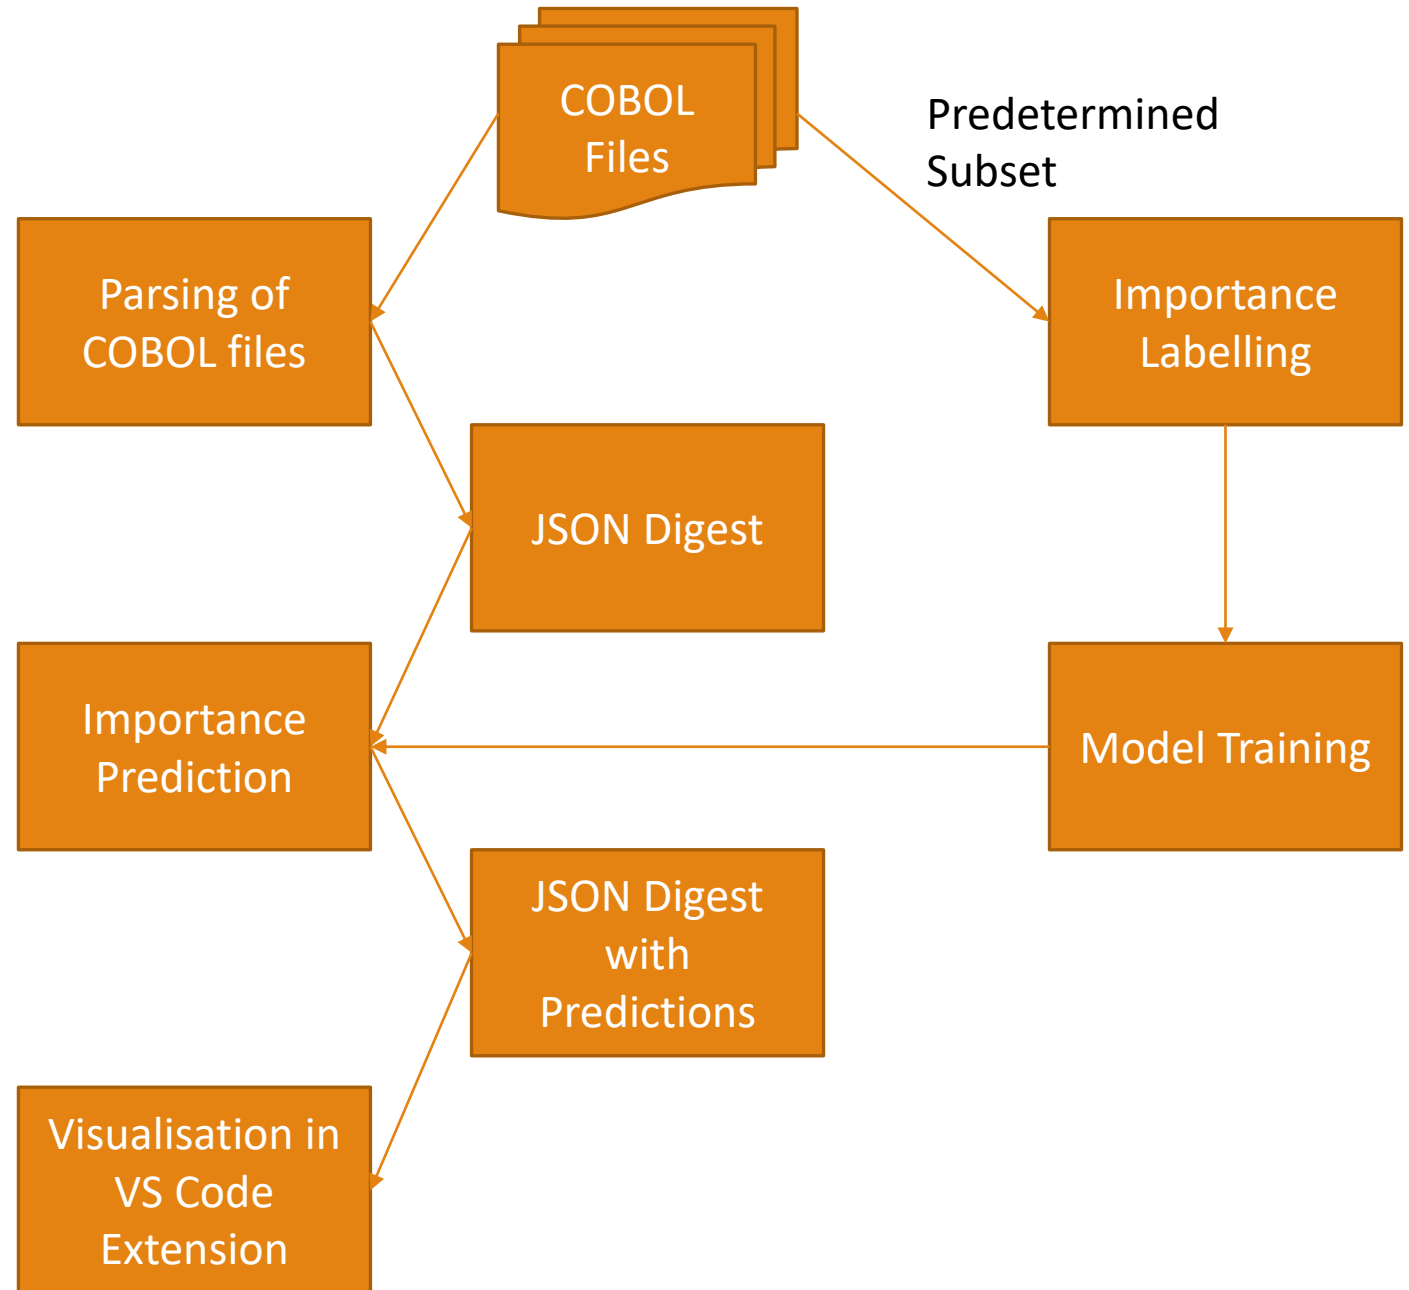 COBOL
Files
Predetermined
Subset
Parsing of
COBOL files
Importance
Labelling
JSON Digest
Importance
Prediction
Model Training
JSON Digest
with
Predictions
Visualisation in
VS Code
Extension